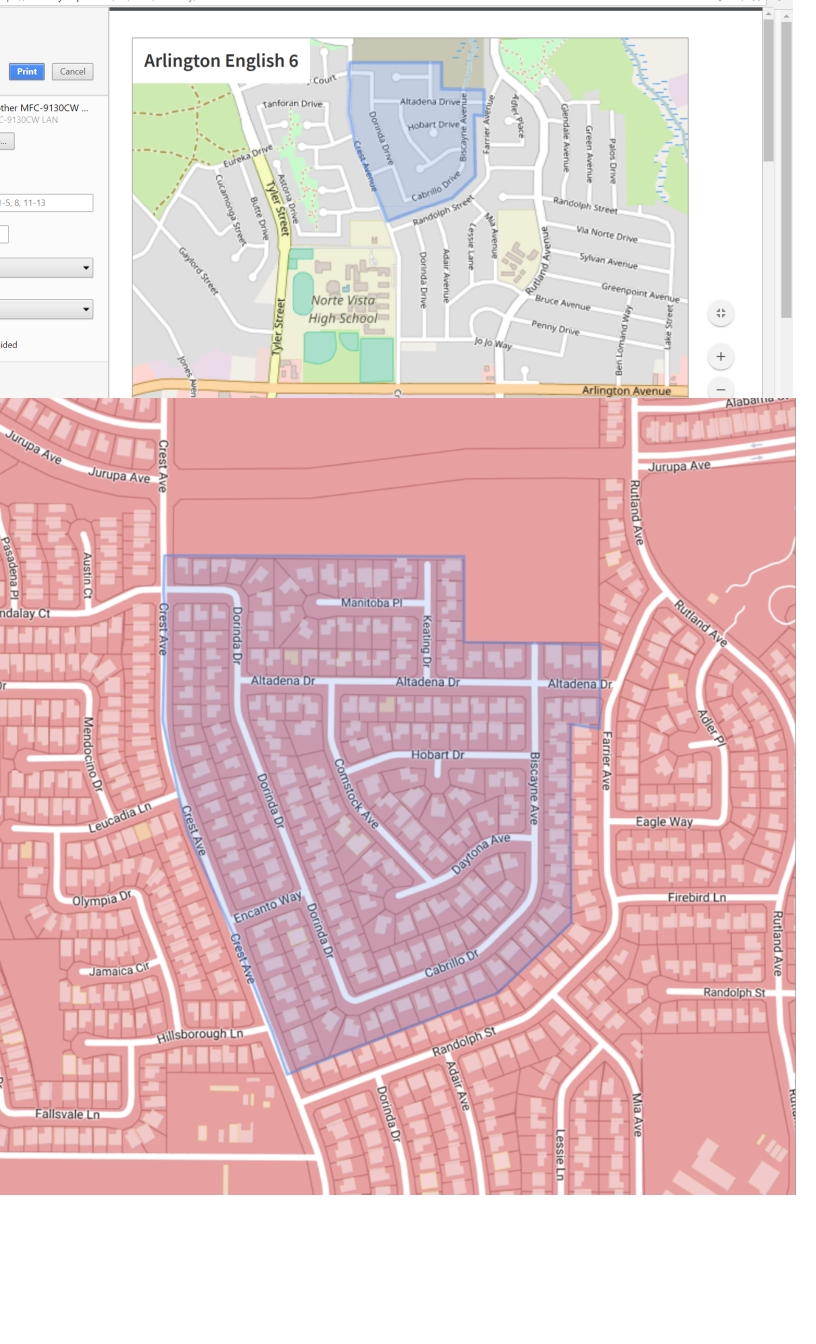 Arlington English 6
Print
Cancel
other MFC-9130CW ...
C-9130CW LAN
...
1-5, 8, 11-13
ided
Court
Tanforan Drive
Altadena Drive
Hobart Drive
Dorinda Drive
Crest Avenue
Biscayne Avenue
Farrier Avenue
Adler Place
Glendale Avenue
Green Avenue
Palos Drive
Eureka Drive
Cabrillo Drive
Randolph Street
Randolph Street
Astoria Drive
Butte Drive
Cucamonga Street
Tyler Street
Gaylord Street
Mia Avenue
Lessie Lane
Adair Avenue
Dorinda Drive
Rutland Avenue
Via Norte Drive
Sylvan Avenue
Greenpoint Avenue
Bruce Avenue
Penny Drive
Jo Jo Way
Ben Lomand Way
Lake Street
Norte Vista
High School
Tyler Street
Jones Aven
Arlington Avenue
+
−
Jurupa Ave
Jurupa Ave
Crest Ave
Jurupa Ave
Rutland Ave
Pasadena Pl
Austin Ct
ndalay Ct
Crest Ave
Dorinda Dr
Manitoba Pl
Keating Dr
Rutland Ave
Altadena Dr
Altadena Dr
Altadena Dr
Mendocino Dr
Adler Pl
Farrier Ave
Hobart Dr
Biscayne Ave
Comstock Ave
Dorinda Dr
Leucadia Ln
Crest Ave
Eagle Way
Daytona Ave
Olympia Dr
Encanto Way
Dorinda Dr
Firebird Ln
Rutland Ave
Crest Ave
Jamaica Cir
Cabrillo Dr
Randolph St
Hillsborough Ln
Randolph St
Adair Ave
Dorinda Dr
Mia Ave
Lessie Ln
Fallsvale Ln